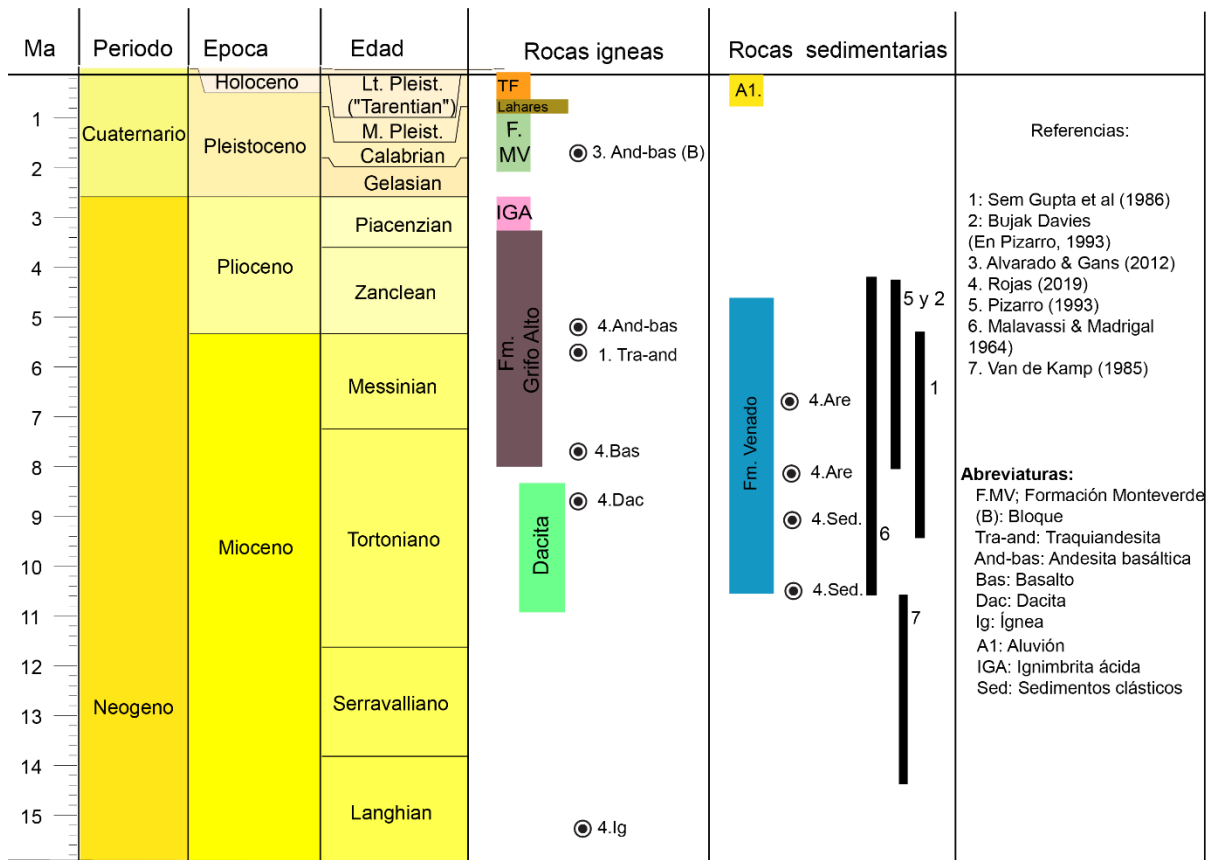 Ma
Periodo
Epoca
Edad
Rocas igneas
Rocas sedimentarias
1
2
3
4
5
6
7
8
9
10
11
12
13
14
15
Cuaternario
Neogeno
Holoceno
Pleistoceno
Plioceno
Mioceno
Lt. Pleist.
("Tarentian")
M. Pleist.
Calabrian
Gelasian
Piacenzian
Zanclean
Messinian
Tortoniano
Serravalliano
Langhian
TF
Lahares
F.
MV
IGA
Fm.
Grifo Alto
Dacita
3. And-bas (B)
4.And-bas
1. Tra-and
4.Bas
4.Dac
4.Ig
A1.
Fm. Venado
4.Are
4.Are
4.Sed.
4.Sed.
6
5 y 2
1
7
Referencias:
1: Sem Gupta et al (1986)
2: Bujak Davies
(En Pizarro, 1993)
3. Alvarado & Gans (2012)
4. Rojas (2019)
5. Pizarro (1993)
6. Malavassi & Madrigal
1964)
7. Van de Kamp (1985)
Abreviaturas:
F.MV; Formación Monteverde
(B): Bloque
Tra-and: Traquiandesita
And-bas: Andesita basáltica
Bas: Basalto
Dac: Dacita
Ig: Ígnea
A1: Aluvión
IGA: Ignimbrita ácida
Sed: Sedimentos clásticos